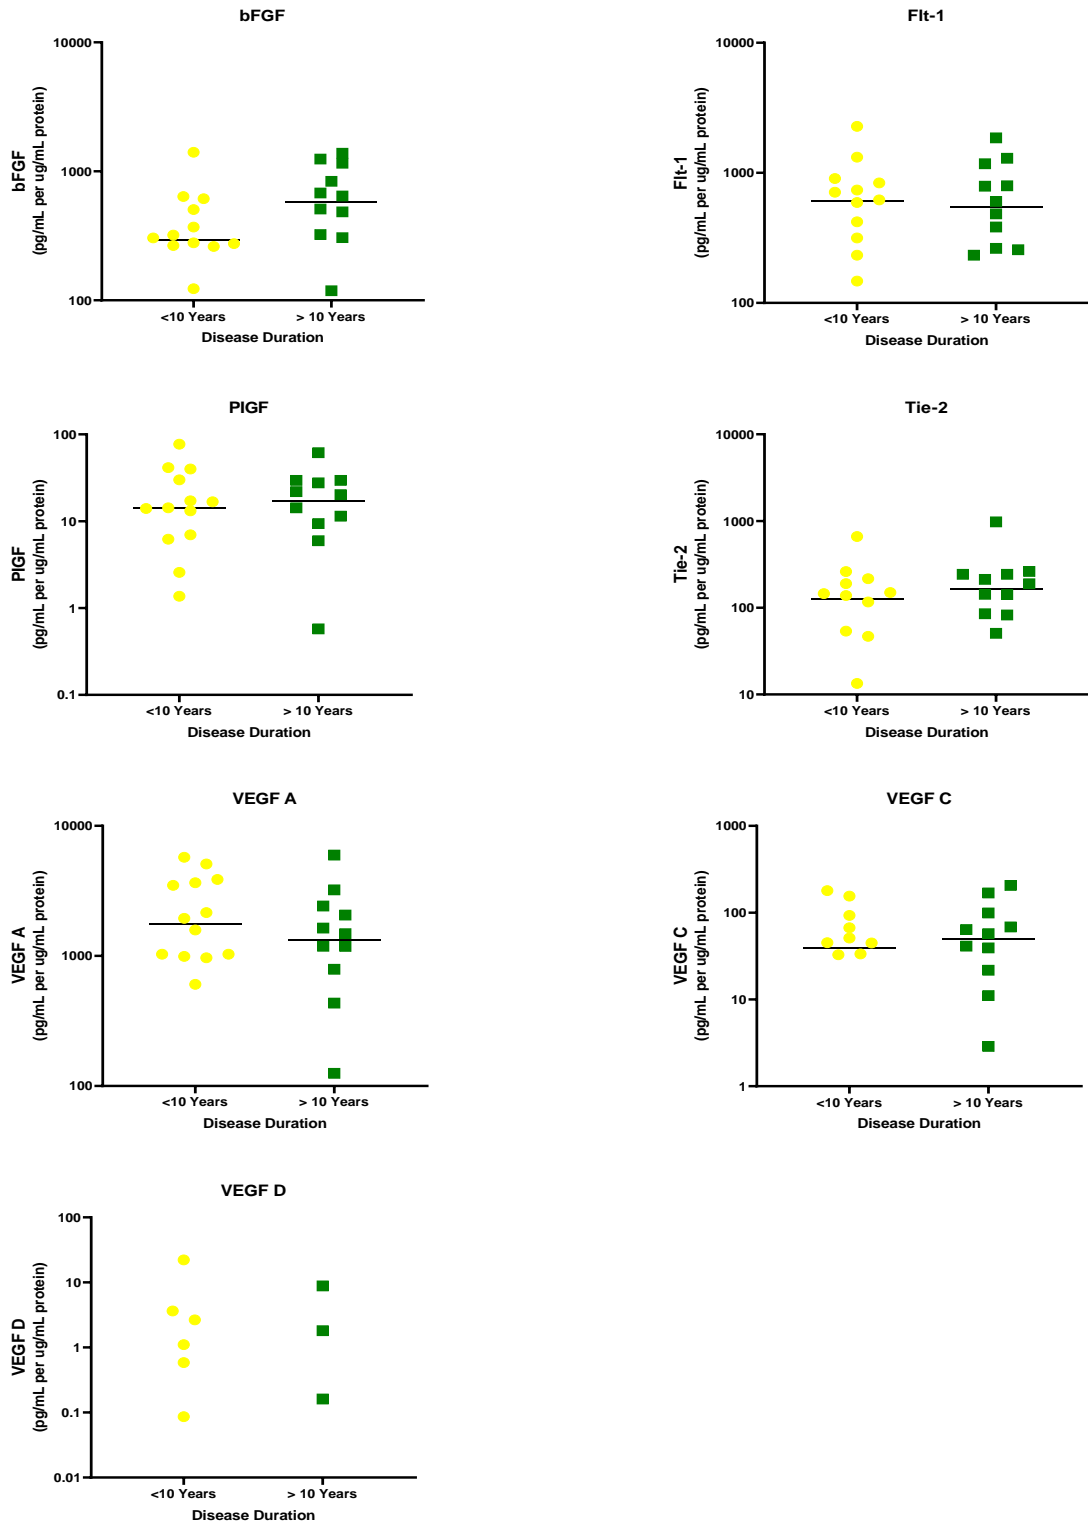 bFGF
10000
1000
100
bFGF
(pg/mL per ug/mL protein)
<10 Years
> 10 Years
Disease Duration
Flt-1
10000
1000
100
Flt-1
(pg/mL per ug/mL protein)
<10 Years
> 10 Years
Disease Duration
PIGF
100
10
1
0.1
PIGF
(pg/mL per ug/mL protein)
<10 Years
> 10 Years
Disease Duration
Tie-2
10000
1000
100
10
Tie-2
(pg/mL per ug/mL protein)
<10 Years
> 10 Years
Disease Duration
VEGF A
10000
1000
100
VEGF A
(pg/mL per ug/mL protein)
<10 Years
> 10 Years
Disease Duration
VEGF C
1000
100
10
1
VEGF C
(pg/mL per ug/mL protein)
<10 Years
> 10 Years
Disease Duration
VEGF D
100
10
1
0.1
0.01
VEGF D
(pg/mL per ug/mL protein)
<10 Years
> 10 Years
Disease Duration